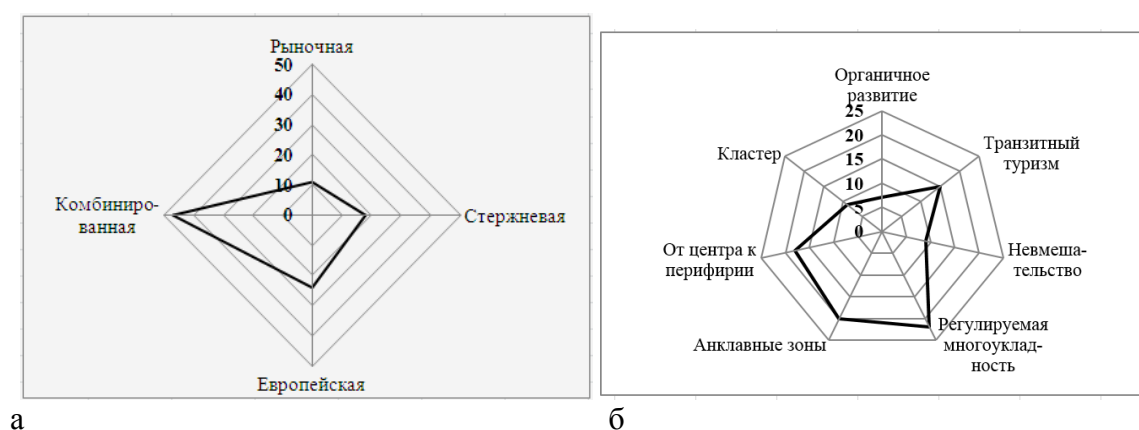 Рыночная
50
40
30
20
10
0
Комбиниро-
ванная
Стержневая
Европейская
а
Органичное
развитие
25
20
15
10
5
0
Кластер
Транзитный
туризм
От центра к
перифирии
Невмеша-
тельство
Анклавные зоны
Регулируемая
многоуклад-
ность
б